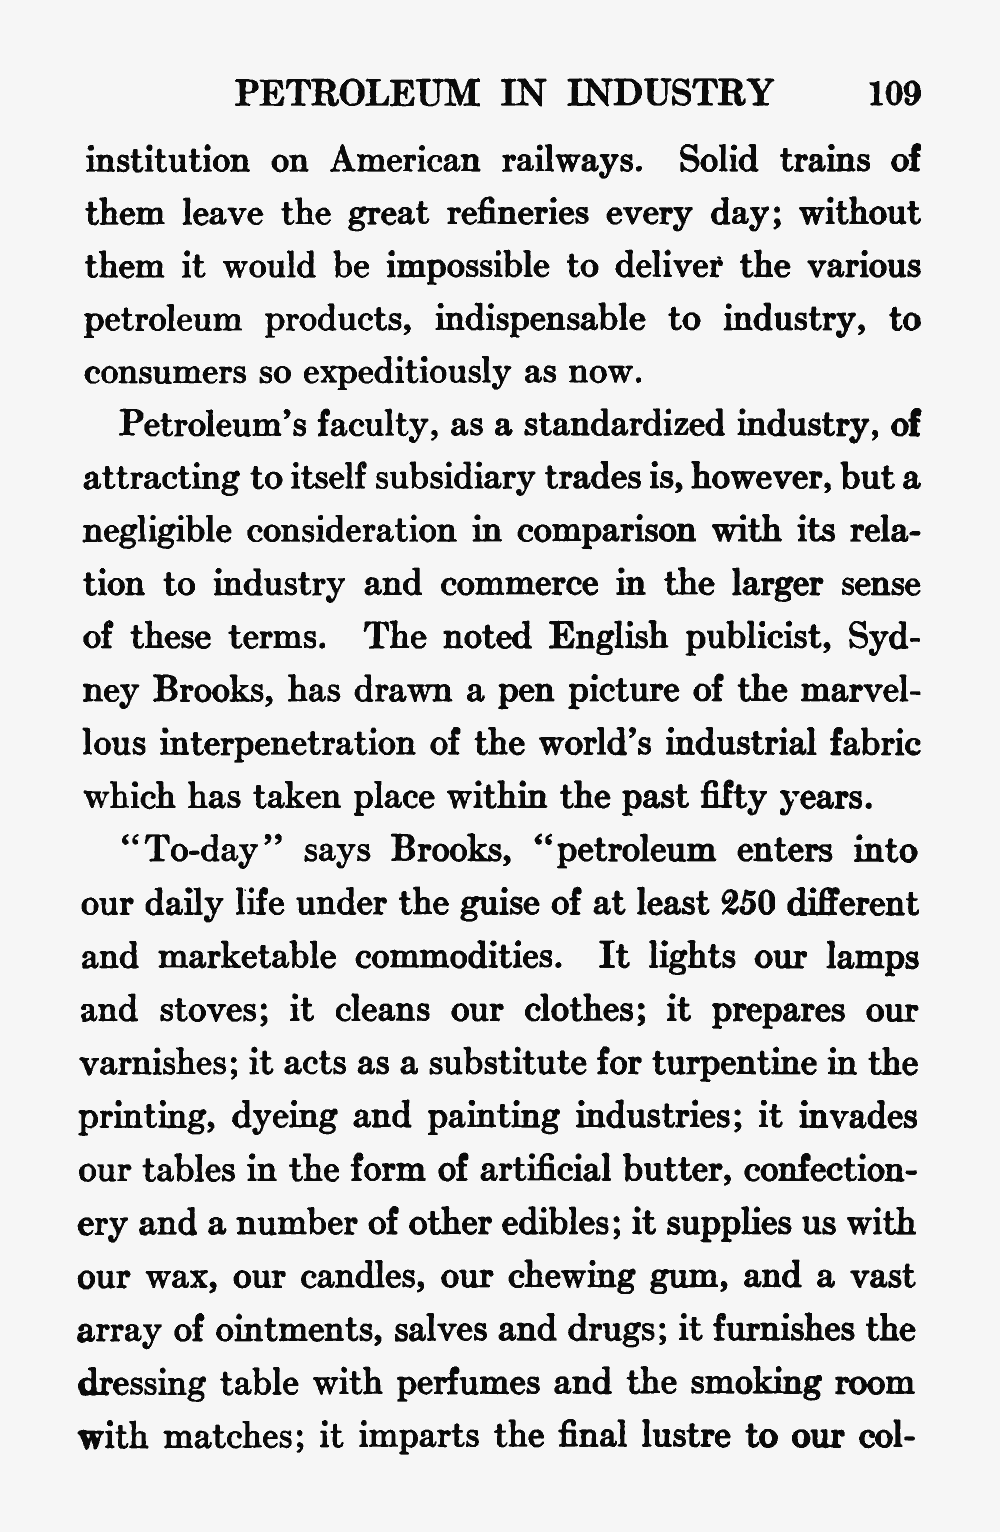 PETROLEUM IN INDUSTRY 109
institution on American railways. Solid trains of
them leave the great refineries every day; without
them it would be impossible to deliver the various
petroleum products, indispensable to industry, to
consumers so expeditiously as now.
Petroleum's faculty, as a standardized industry, of
attracting to itself subsidiary trades is, however, but a
negligible consideration in comparison with its rela-
tion to industry and commerce in the larger sense
of these terms. The noted English publicist, Syd-
ney Brooks, has drawn a pen picture of the marvel-
lous interpenetration of the world's industrial fabric
which has taken place within the past fifty years.
"To-day" says Brooks, "petroleum enters into
our daily life under the guise of at least 250 different
and marketable commodities. It lights our lamps
and stoves; it cleans our clothes; it prepares our
varnishes; it acts as a substitute for turpentine in the
printing, dyeing and painting industries; it invades
our tables in the form of artificial butter, confection-
ery and a number of other edibles; it supplies us with
our wax, our candles, our chewing gum, and a vast
array of ointments, salves and drugs; it furnishes the
dressing table with perfumes and the smoking room
with matches; it imparts the final lustre to our col-